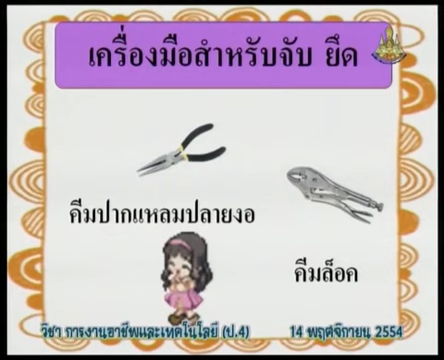 เครื่องมือสำหรับจับ ยึด
คีมปากแหลมปลายงอ
คีมล็อค
วิชา การงานอาชีพและเทคโนโลยี (ป.4) 14 พฤศจิกายน 2554